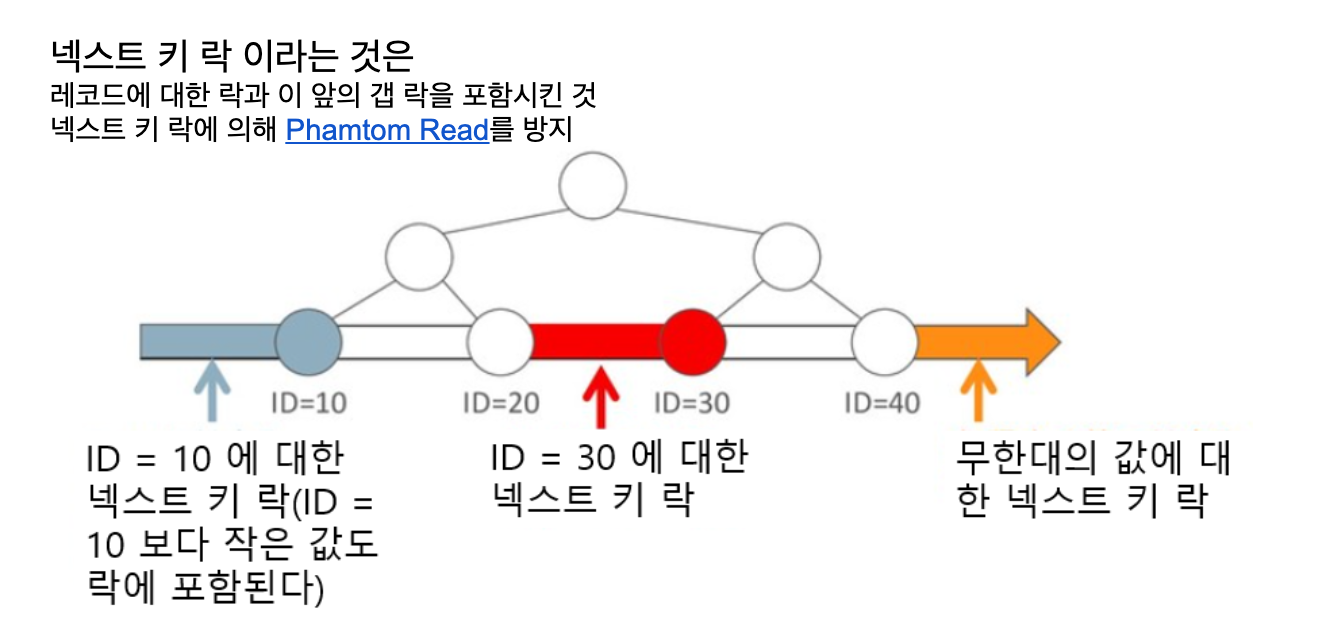 넥스트 키 락 이라는 것은
레코드에 대한 락과 이 앞의 갭 락을 포함시킨 것
넥스트 키 락에 의해 Phamtom Read를 방지
ID=10
ID=20
ID=30
ID=40
ID = 10 에 대한
넥스트 키 락(ID =
10 보다 작은 값도
락에 포함된다)
ID = 30 에 대한
넥스트 키 락
무한대의 값에 대
한 넥스트 키 락